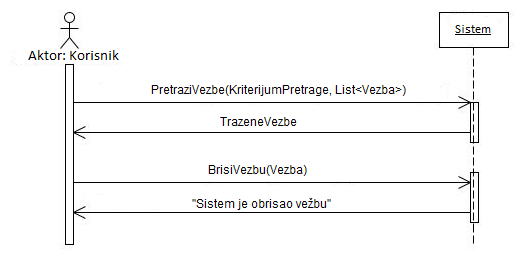 Sistem
Aktor: Korisnik
PretraziVezbe(KriterijumPretrage, List<Vezba>)
TrazeneVezbe
BrisiVezbu(Vezba)
"Sistem je obrisao vežbu"